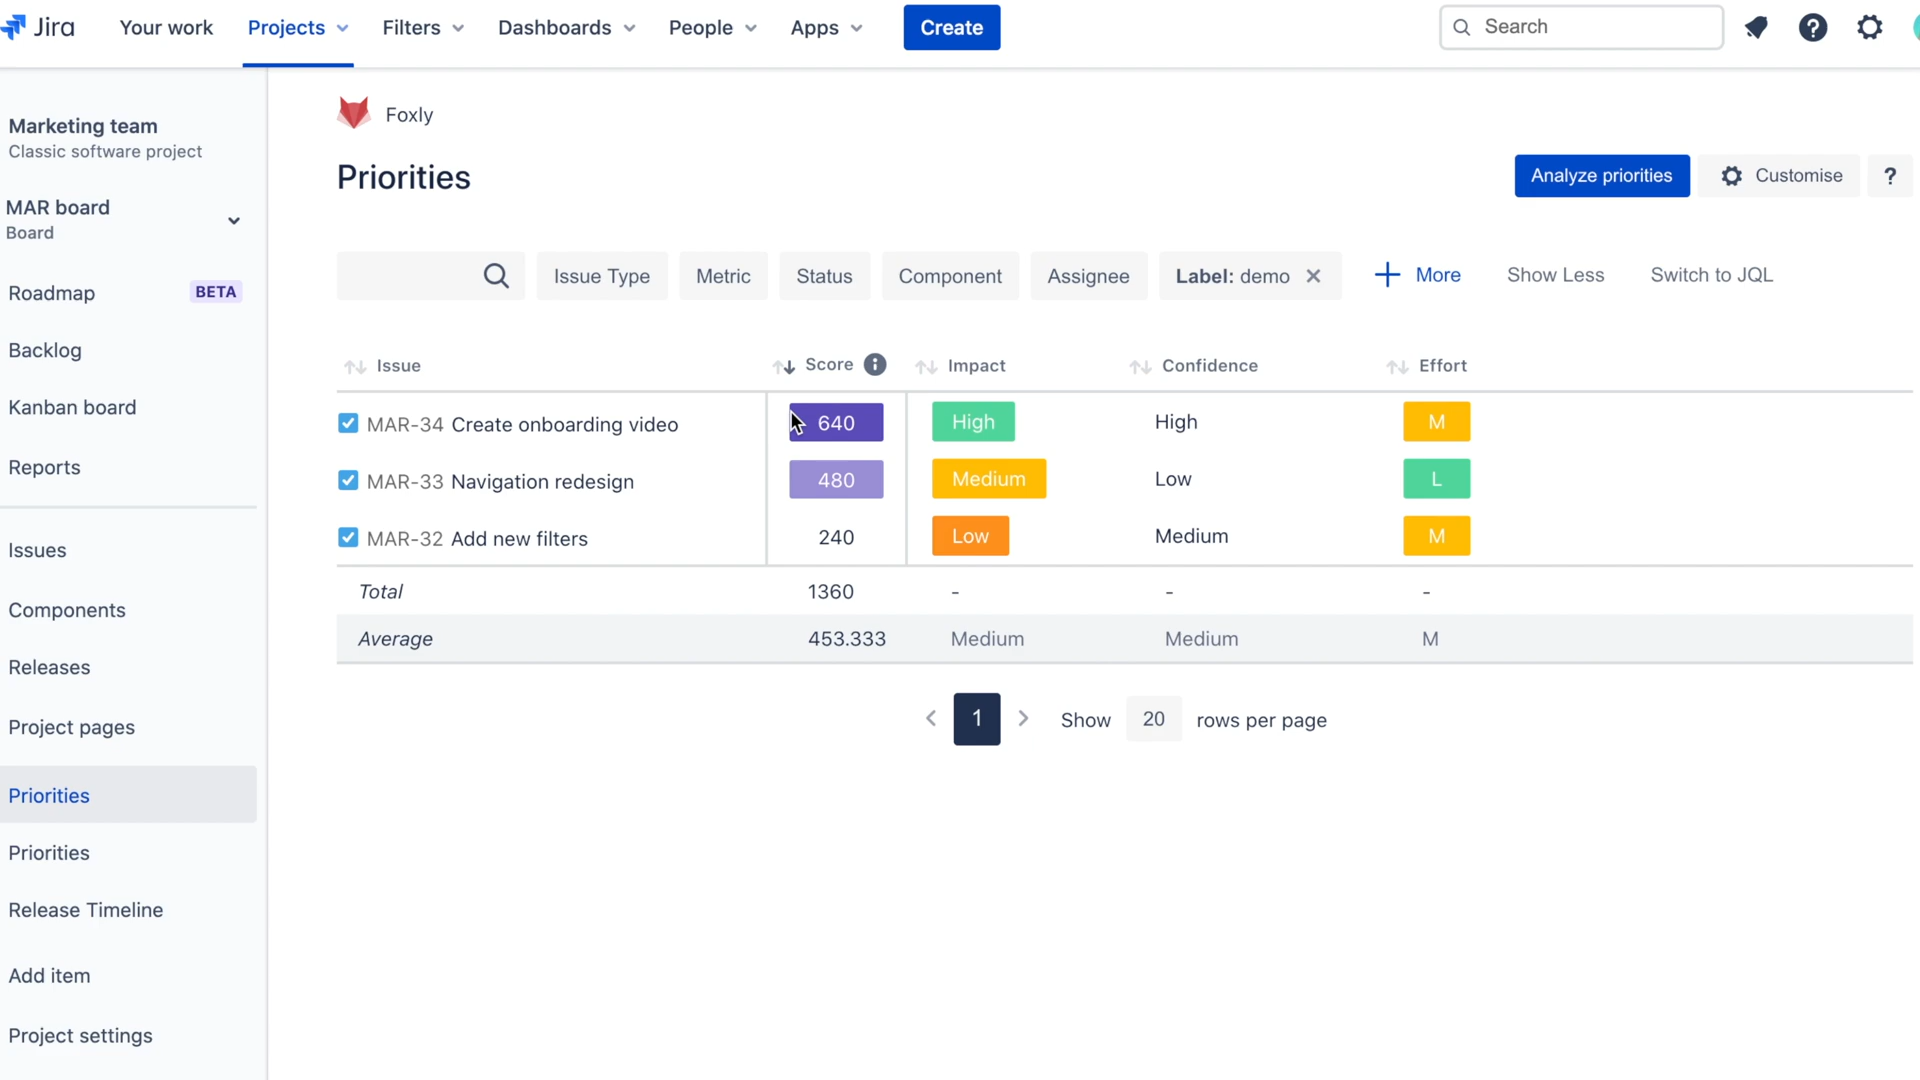 Jira Your work Projects Filters Dashboards People Apps Create Search ?
Marketing team
Classic software project
MAR board
Board
Roadmap BETA
Backlog
Kanban board
Reports
Issues
Components
Releases
Project pages
Priorities
Priorities
Release Timeline
Add item
Project settings
Foxly
Priorities
Analyze priorities Customise ?
Issue Type Metric Status Component Assignee Label: demo × + More Show Less Switch to JQL
Issue Score i Impact Confidence Effort
MAR-34 Create onboarding video 640 High High M
MAR-33 Navigation redesign 480 Medium Low L
MAR-32 Add new filters 240 Low Medium M
Total 1360 - - -
Average 453.333 Medium Medium M
< 1 > Show 20 rows per page